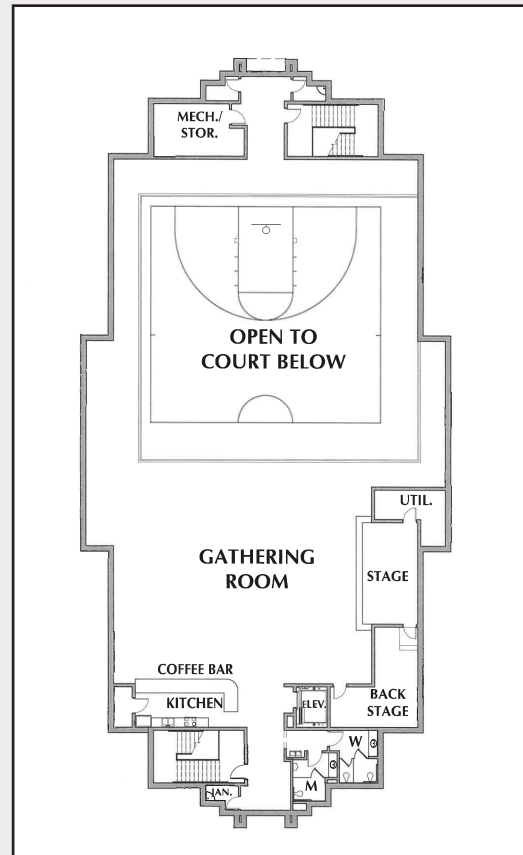 MECH./
STOR.
OPEN TO
COURT BELOW
UTIL.
GATHERING
ROOM
STAGE
COFFEE BAR
KITCHEN
ELEV.
BACK
STAGE
W
M
JAN.